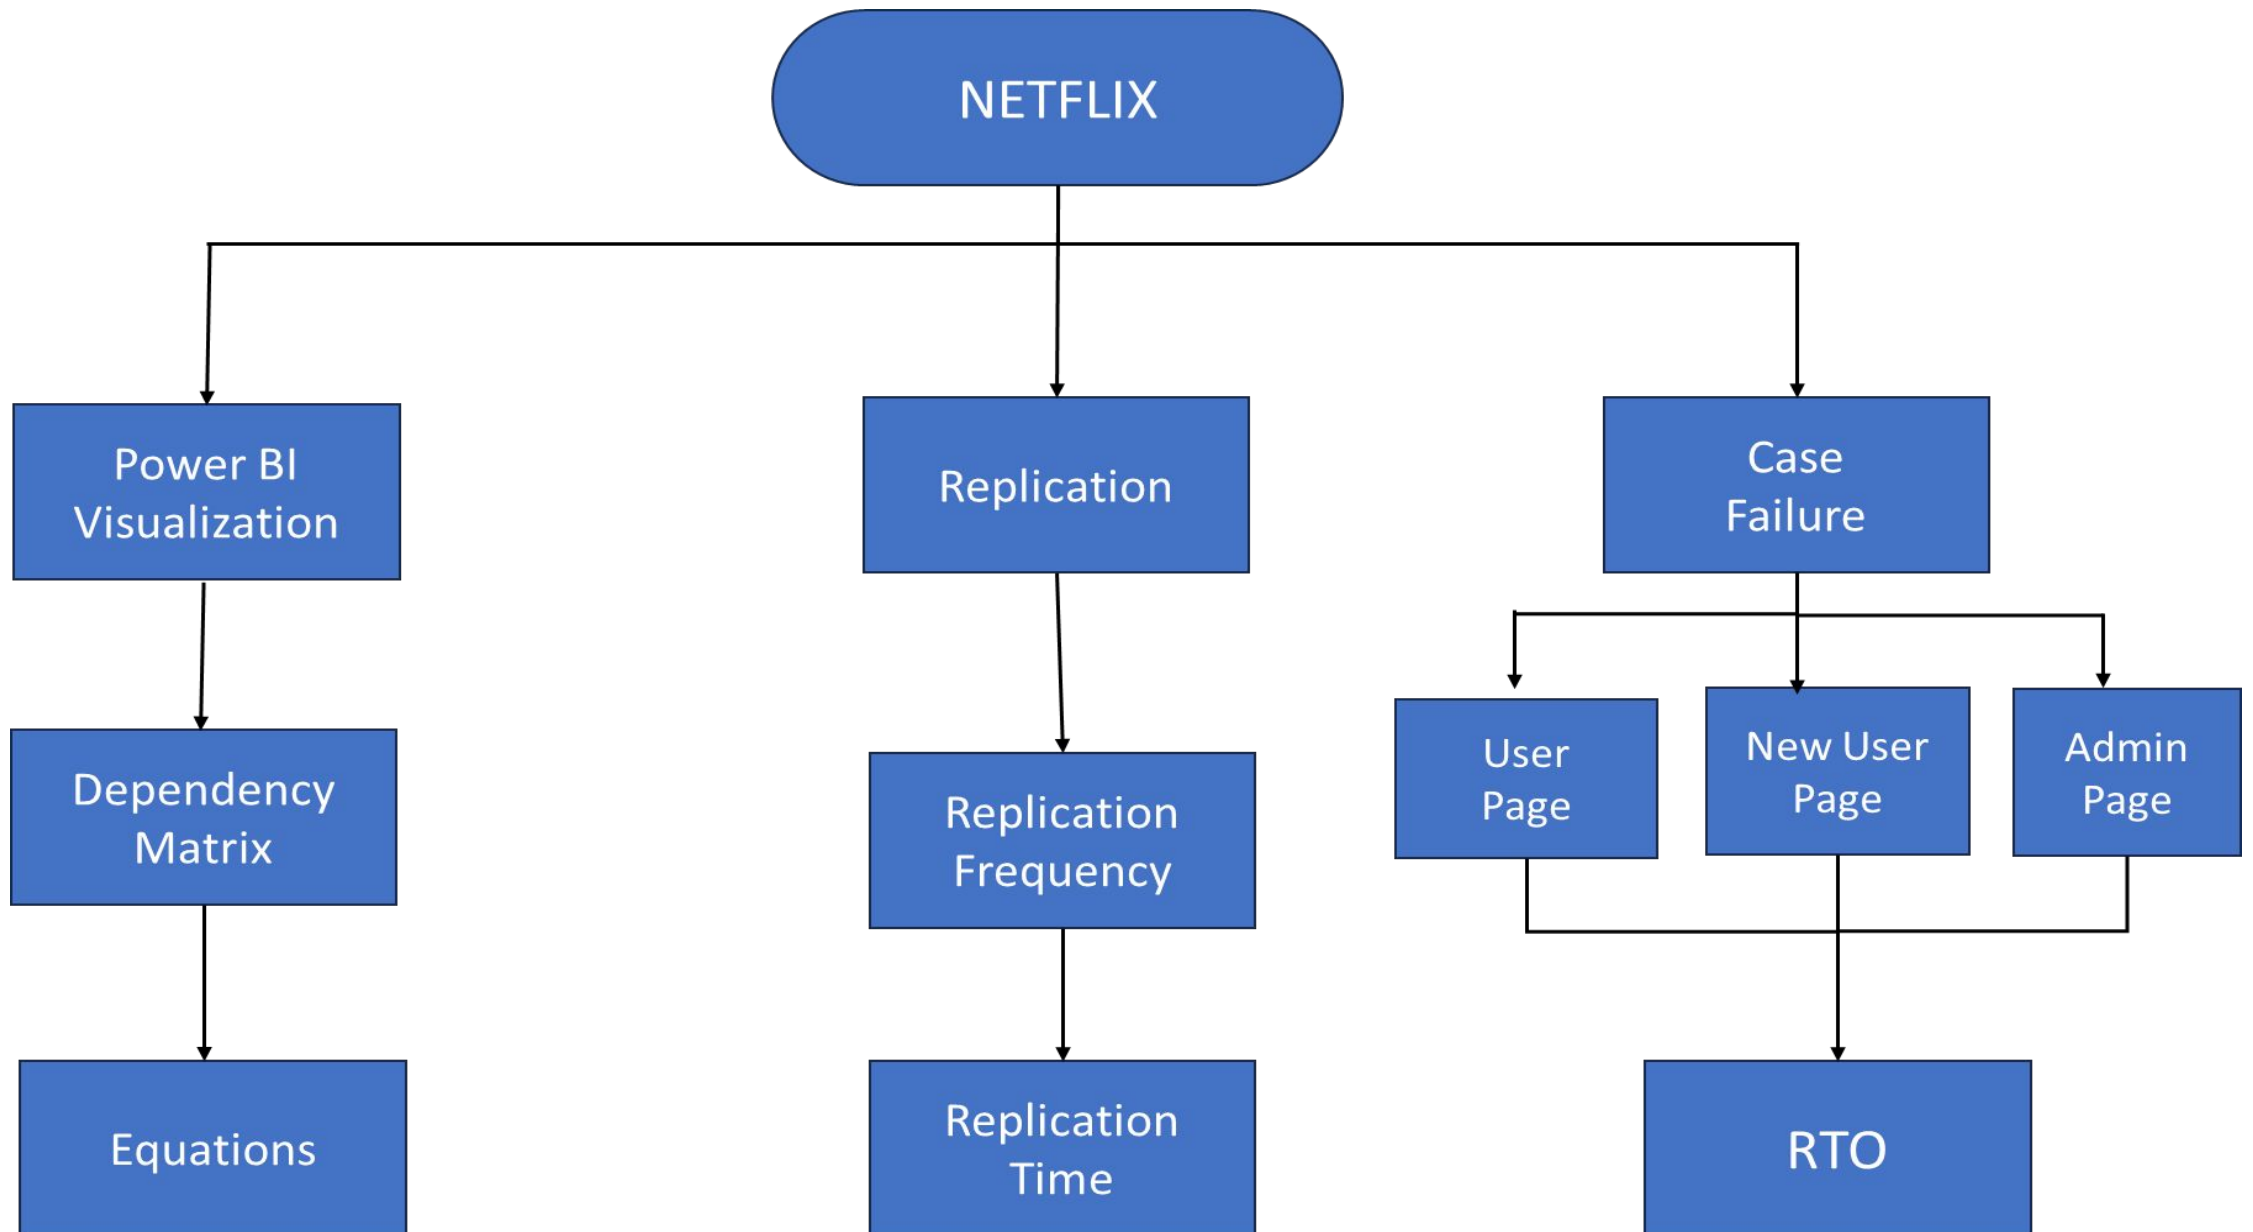 NETFLIX
Power BI
Visualization
Replication
Case
Failure
Dependency
Matrix
Replication
Frequency
User
Page
New User
Page
Admin
Page
Equations
Replication
Time
RTO